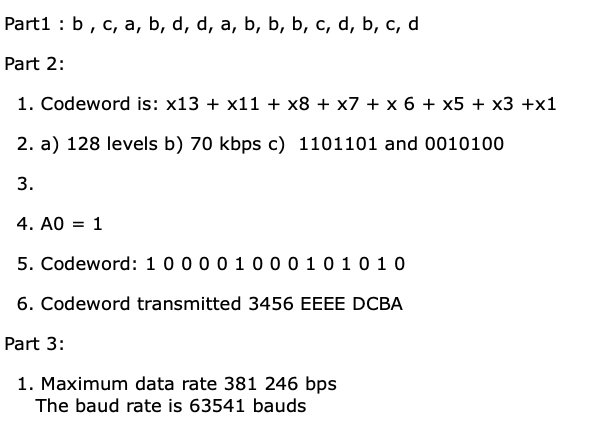 Part1 : b , c, a, b, d, d, a, b, b, b, c, d, b, c, d
Part 2:
1. Codeword is: x13 + x11 + x8 + x7 + x 6 + x5 + x3 +x1
2. a) 128 levels b) 70 kbps c) 1101101 and 0010100
3.
4. A0 = 1
5. Codeword: 1 0 0 0 0 1 0 0 0 1 0 1 0 1 0
6. Codeword transmitted 3456 EEEE DCBA
Part 3:
1. Maximum data rate 381 246 bps
The baud rate is 63541 bauds